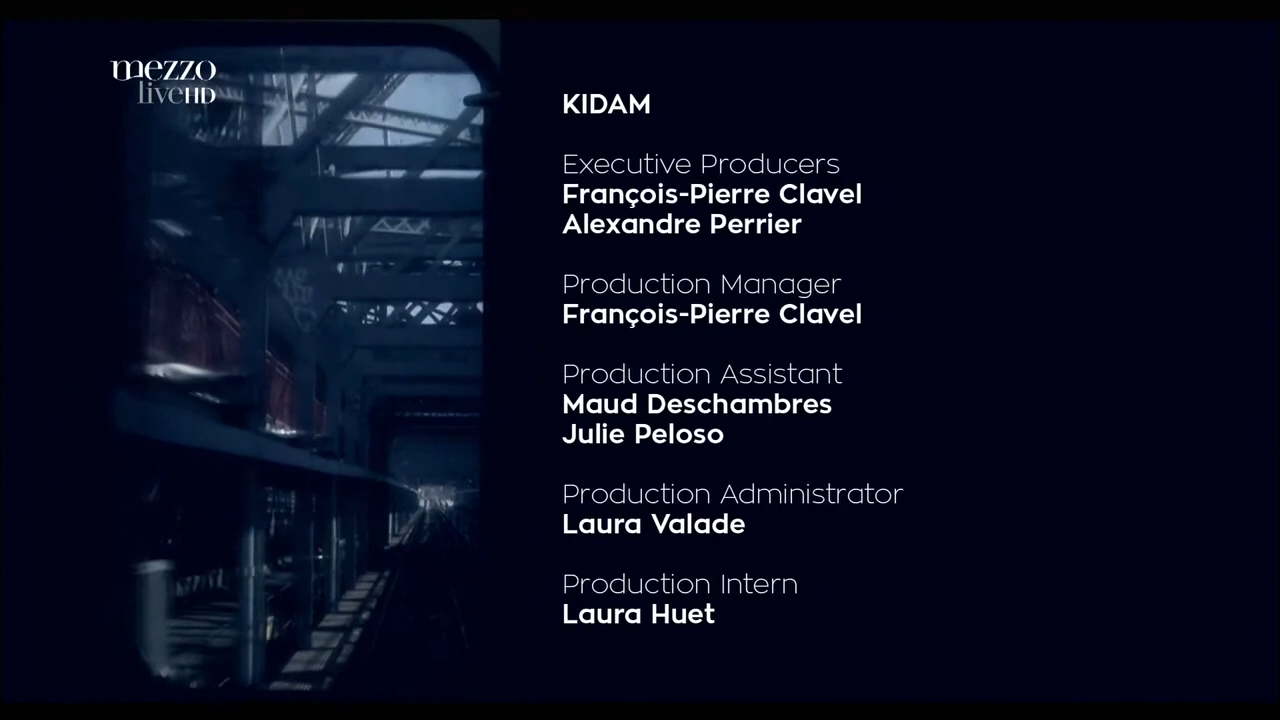 mezzo
liveHD
KIDAM
Executive Producers
François-Pierre Clavel
Alexandre Perrier
Production Manager
François-Pierre Clavel
Production Assistant
Maud Deschambres
Julie Peloso
Production Administrator
Laura Valade
Production Intern
Laura Huet